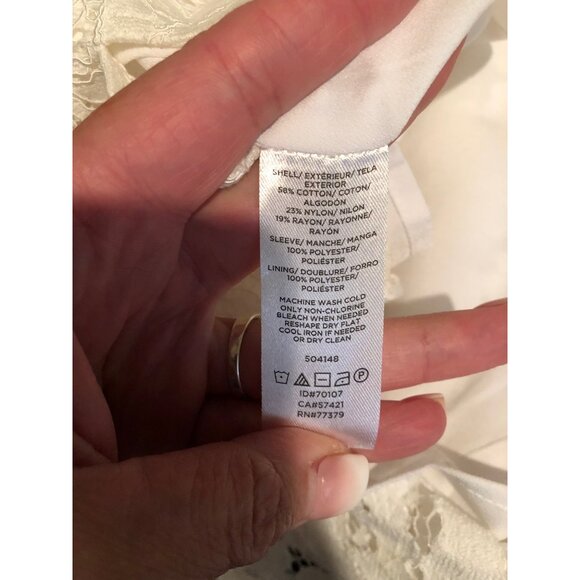 SHELL/ EXTÉRIEUR/ TELA
EXTERIOR
58% COTTON/ COTON/
ALGODÓN
23% NYLON/ NILÓN
19% RAYON/ RAYONNE/
RAYÓN
SLEEVE/ MANCHE/ MANGA
100% POLYESTER/
POLIÉSTER
LINING/ DOUBLURE/ FORRO
100% POLYESTER/
POLIÉSTER
MACHINE WASH COLD
ONLY NON-CHLORINE
BLEACH WHEN NEEDED
RESHAPE DRY FLAT
COOL IRON IF NEEDED
OR DRY CLEAN
504148
P
ID#70107
CA#57421
RN#77379